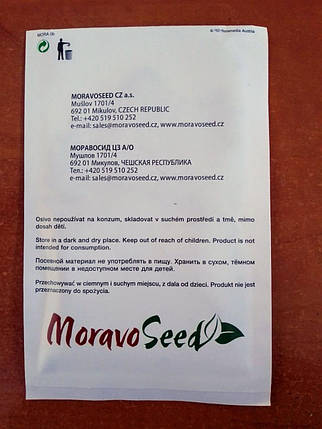 MORAVOSEED CZ a.s.
Mušlov 1701/4
692 01 Mikulov, CZECH REPUBLIC
Tel.: +420 519 510 252
e-mail: sales@moravoseed.cz, www.moravoseed.cz
МОРАВОСИД ЦЗ А/О
Мушлов 1701/4
692 01 Микулов, ЧЕШСКАЯ РЕСПУБЛИКА
Tel.: +420 519 510 252
e-mail: sales@moravoseed.cz, www.moravoseed.cz
Osivo nepoužívat na konzum, skladovat v suchém prostředí a tmě, mimo
dosah dětí.
Store in a dark and dry place. Keep out of reach of children. Product is not
intended for consumption.
Посевной материал не употреблять в пищу. Хранить в сухом, тёмном
помещении в недоступном месте для детей.
Przechowywać w ciemnym i suchym miejscu, z dala od dzieci. Produkt nie jest
przeznaczony do spożycia.
MoravoSeed